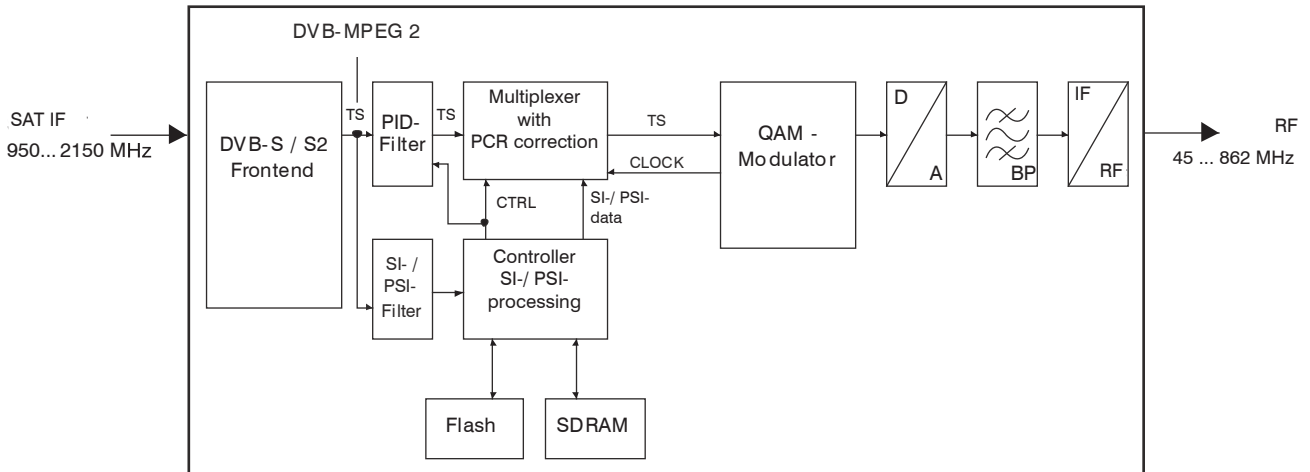 DVB-MPEG 2
SAT IF
950... 2150 MHz
DVB-S / S2
Frontend
TS
PID-
Filter
TS
Multiplexer
with
PCR correction
TS
CLOCK
QAM -
Modulator
D
A
BP
IF
RF
RF
45 ... 862 MHz
CTRL
SI-/ PSI-
data
SI- /
PSI-
Filter
Controller
SI-/ PSI-
processing
Flash
SDRAM